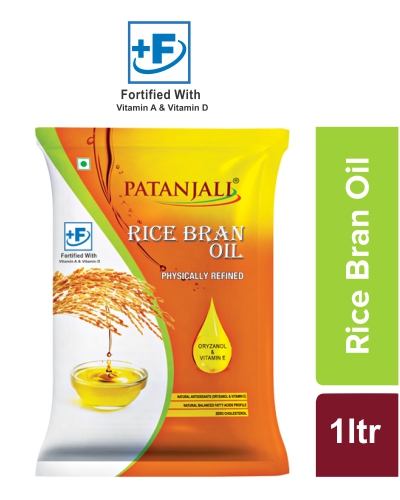 +F
Fortified With
Vitamin A & Vitamin D
PATANJALI®
RICE BRAN
OIL
PHYSICALLY REFINED
+F
Fortified With
Vitamin A & Vitamin D
ORYZANOL &
VITAMIN E
NATURAL ANTIOXIDANTS (ORYZANOL & VITAMIN E)
NATURAL BALANCED FATTY ACIDS PROFILE
ZERO CHOLESTEROL
Rice Bran Oil
1ltr